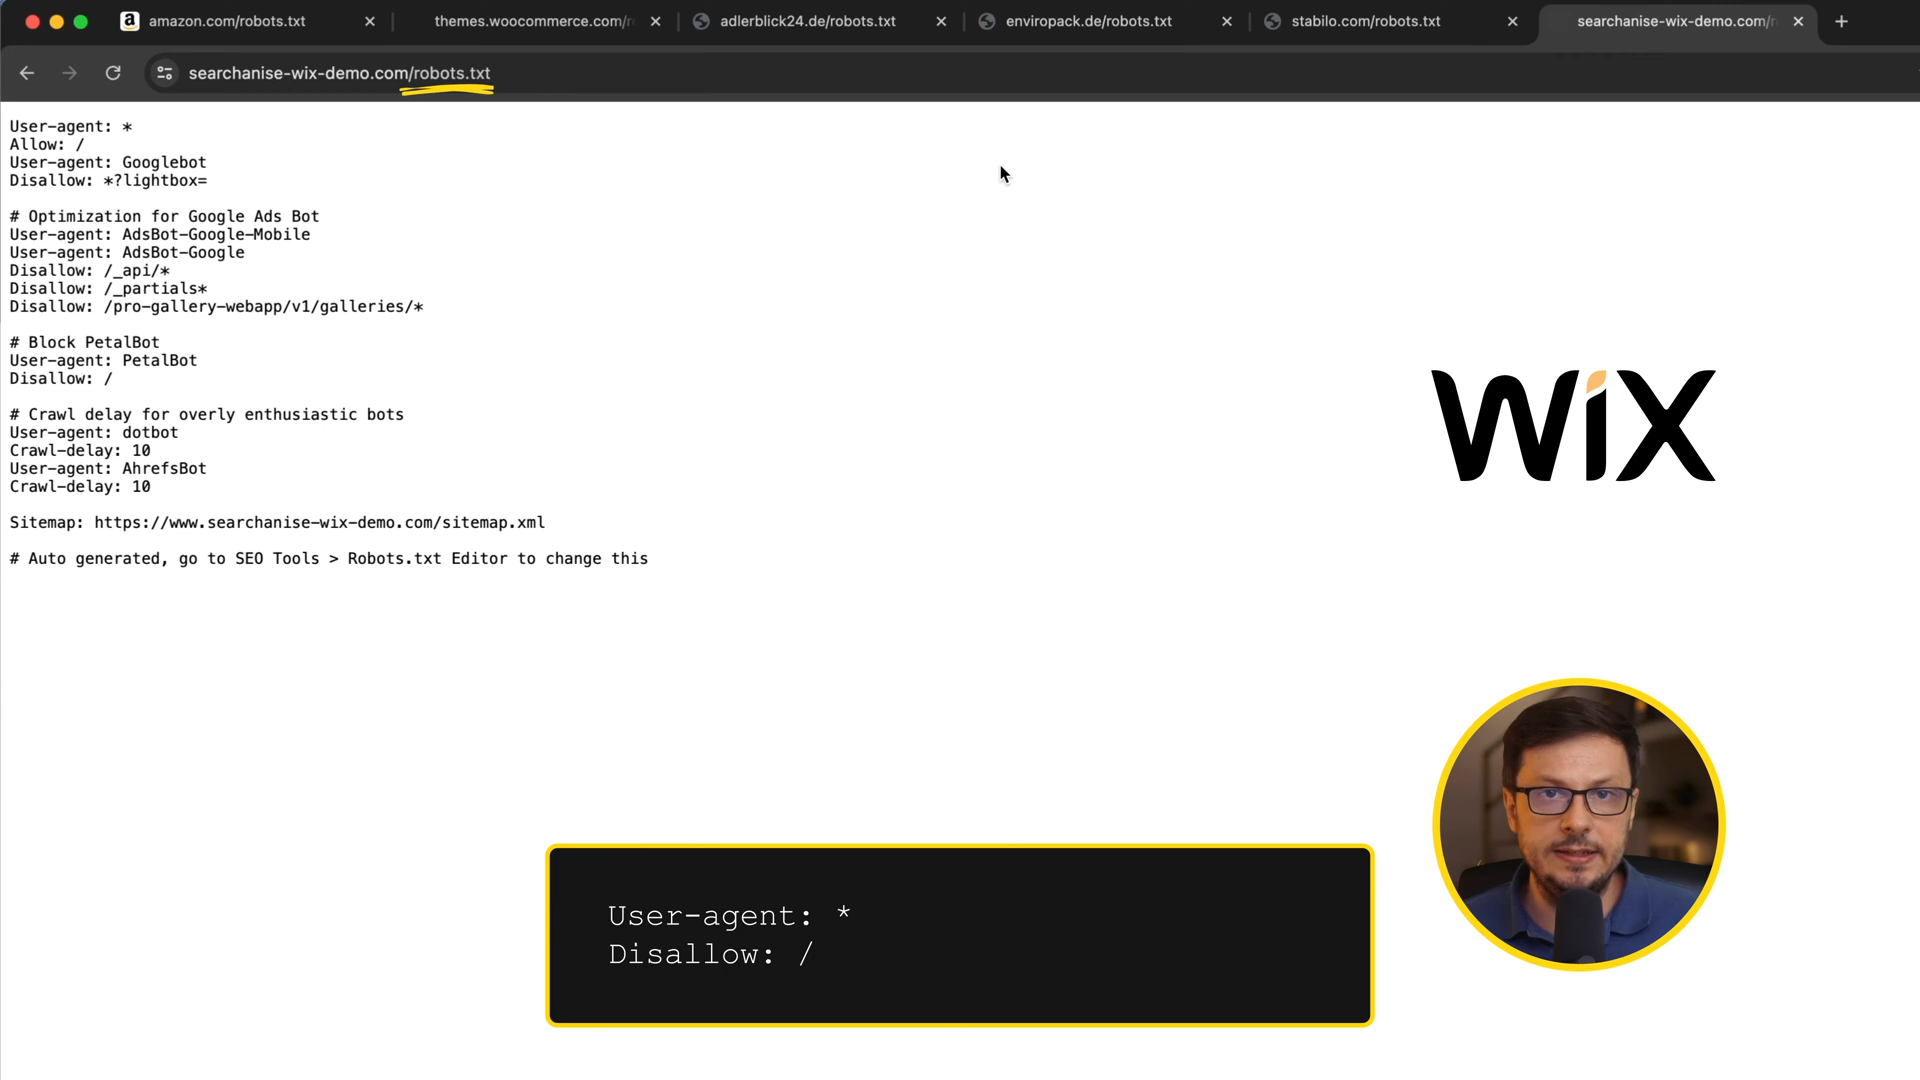 amazon.com/robots.txt
themes.woocommerce.com/r
adlerblick24.de/robots.txt
enviropack.de/robots.txt
stabilo.com/robots.txt
searchanise-wix-demo.com/r
searchanise-wix-demo.com/robots.txt
User-agent: *
Allow: /
User-agent: Googlebot
Disallow: *?lightbox=
# Optimization for Google Ads Bot
User-agent: AdsBot-Google-Mobile
User-agent: AdsBot-Google
Disallow: /_api/*
Disallow: /_partials*
Disallow: /pro-gallery-webapp/v1/galleries/*
# Block PetalBot
User-agent: PetalBot
Disallow: /
# Crawl delay for overly enthusiastic bots
User-agent: dotbot
Crawl-delay: 10
User-agent: AhrefsBot
Crawl-delay: 10
Sitemap: https://www.searchanise-wix-demo.com/sitemap.xml
# Auto generated, go to SEO Tools > Robots.txt Editor to change this
WiX
User-agent: *
Disallow: /